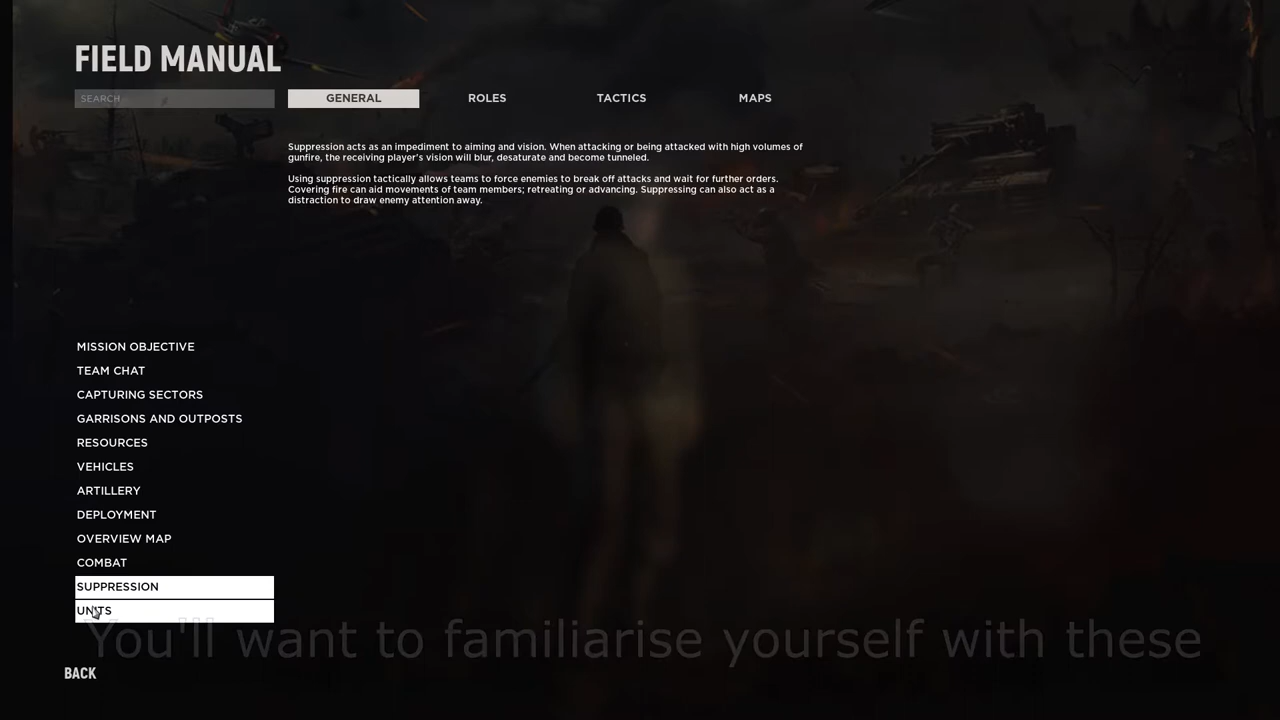 FIELD MANUAL
SEARCH
GENERAL
ROLES
TACTICS
MAPS
Suppression acts as an impediment to aiming and vision. When attacking or being attacked with high volumes of
gunfire, the receiving player's vision will blur, desaturate and become tunneled.
Using suppression tactically allows teams to force enemies to break off attacks and wait for further orders.
Covering fire can aid movements of team members; retreating or advancing. Suppressing can also act as a
distraction to draw enemy attention away.
MISSION OBJECTIVE
TEAM CHAT
CAPTURING SECTORS
GARRISONS AND OUTPOSTS
RESOURCES
VEHICLES
ARTILLERY
DEPLOYMENT
OVERVIEW MAP
COMBAT
SUPPRESSION
UNITS
You'll want to familiarise yourself with these
BACK